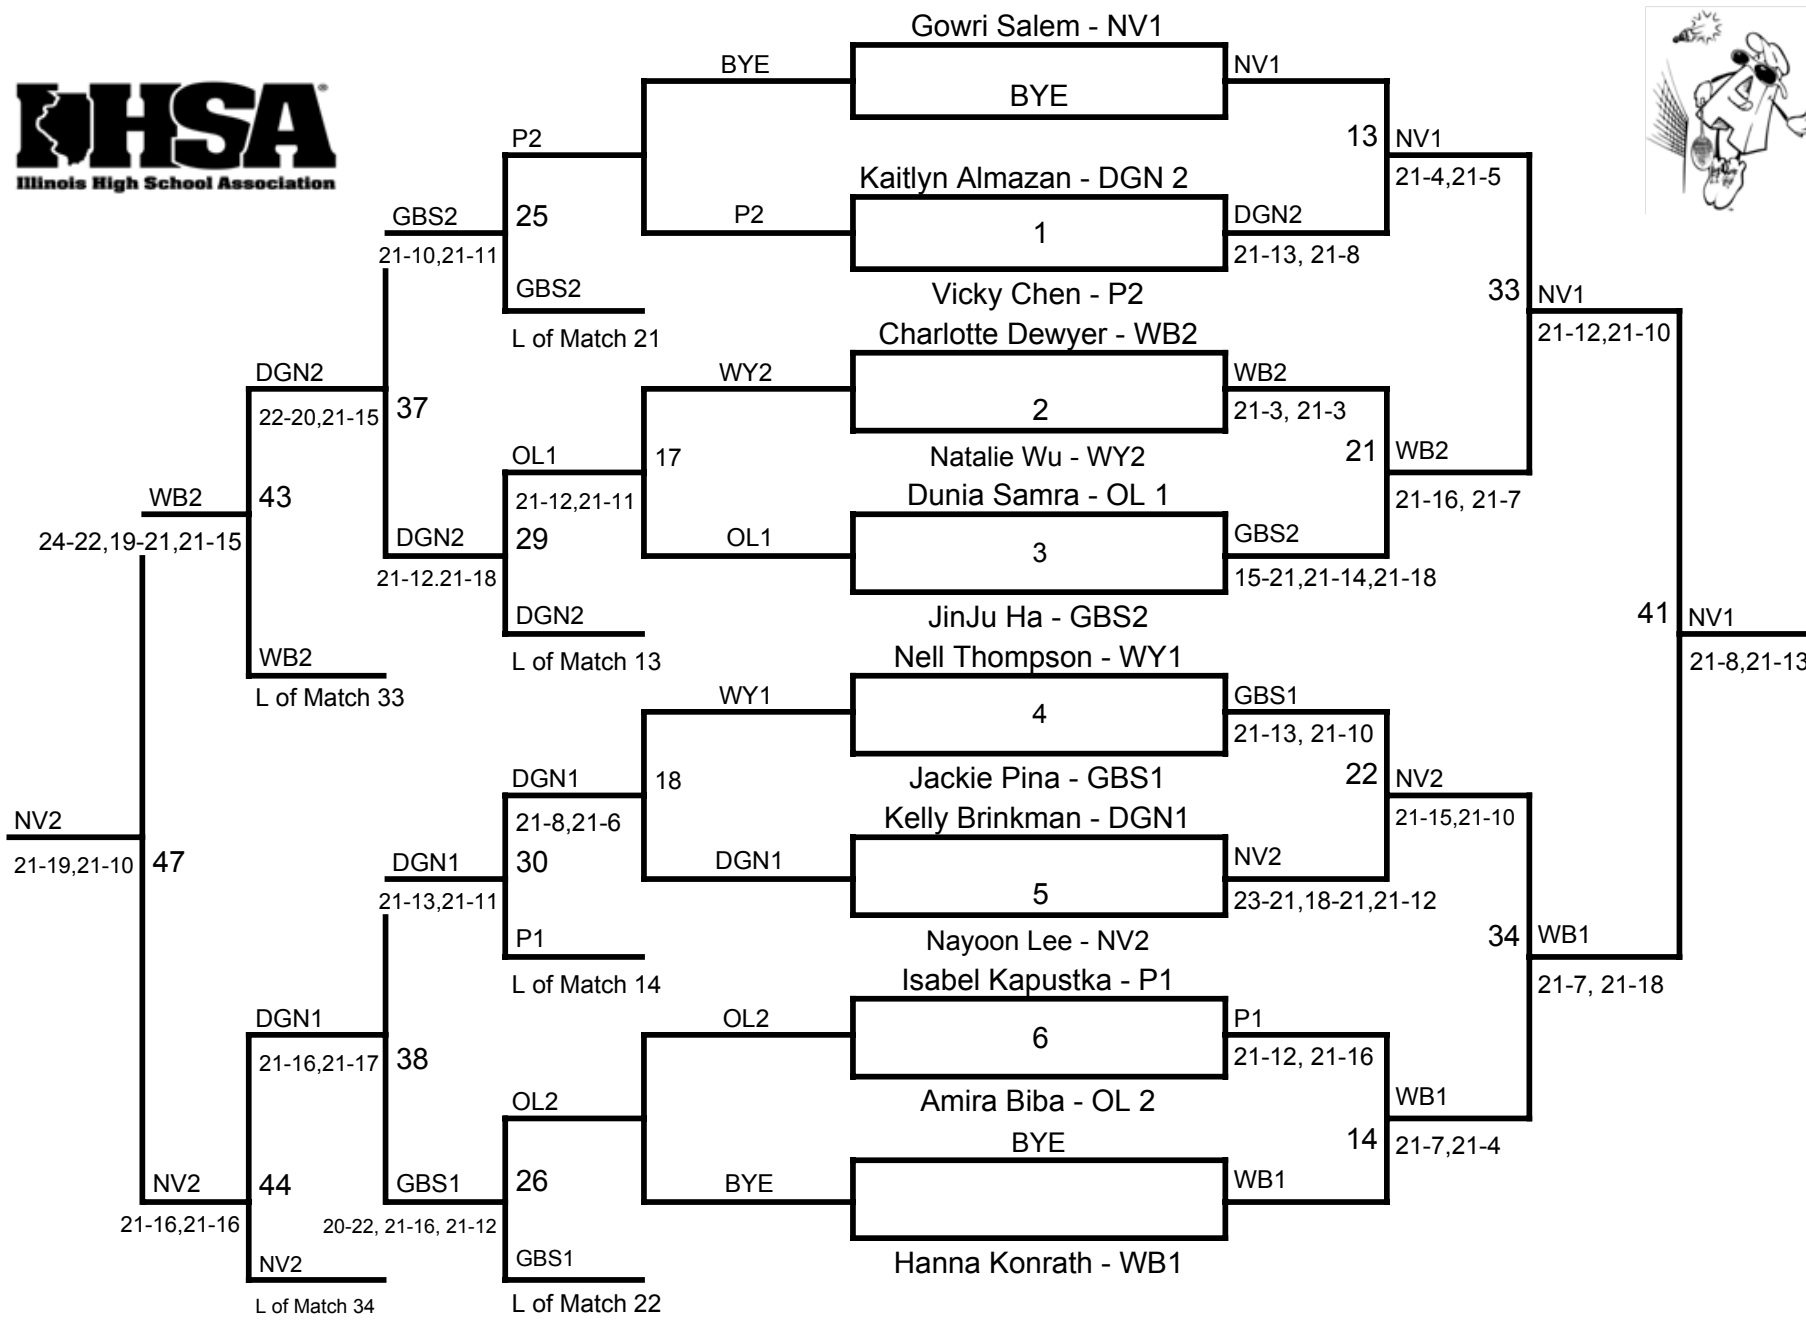 Gowri Salem - NV1
BYE
BYE
NV1
IHSA
Illinois High School Association
P2
13
NV1
21-4,21-5
Kaitlyn Almazan - DGN 2
GBS2
25
P2
1
DGN2
21-10,21-11
21-13, 21-8
GBS2
Vicky Chen - P2
33
NV1
L of Match 21
Charlotte Dewyer - WB2
21-12,21-10
DGN2
WY2
WB2
22-20,21-15
37
2
21-3, 21-3
OL1
17
Natalie Wu - WY2
21
WB2
WB2
43
21-12,21-11
Dunia Samra - OL 1
21-16, 21-7
24-22,19-21,21-15
DGN2
29
OL1
3
GBS2
21-12.21-18
15-21,21-14,21-18
DGN2
JinJu Ha - GBS2
41
NV1
WB2
L of Match 13
Nell Thompson - WY1
21-8,21-13
L of Match 33
WY1
4
GBS1
21-13, 21-10
DGN1
18
Jackie Pina - GBS1
22
NV2
NV2
21-8,21-6
Kelly Brinkman - DGN1
21-15,21-10
21-19,21-10
47
DGN1
30
DGN1
5
NV2
21-13,21-11
23-21,18-21,21-12
P1
Nayoon Lee - NV2
34
WB1
L of Match 14
Isabel Kapustka - P1
21-7, 21-18
DGN1
OL2
6
P1
21-16,21-17
38
21-12, 21-16
OL2
Amira Biba - OL 2
WB1
BYE
14
21-7,21-4
NV2
44
GBS1
26
BYE
WB1
21-16,21-16
20-22, 21-16, 21-12
NV2
GBS1
Hanna Konrath - WB1
L of Match 34
L of Match 22